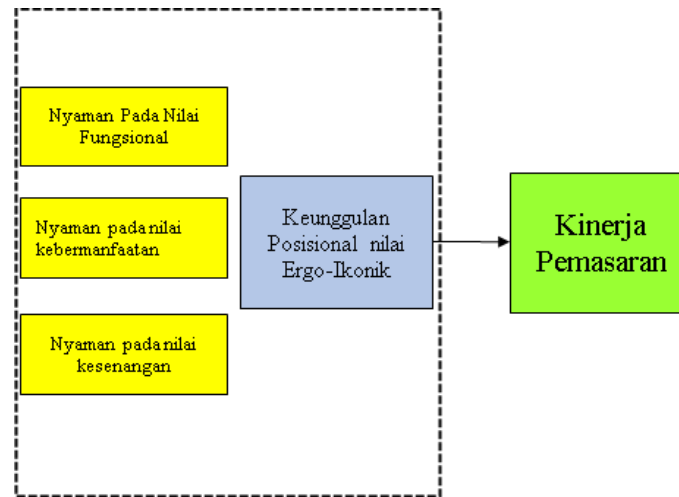 Nyaman Pada Nilai
Fungsional
Nyaman pada nilai
kebermanfaatan
Nyaman pada nilai
kesenangan
Keunggulan
Posisional nilai
Ergo-Ikonik
Kinerja
Pemasaran